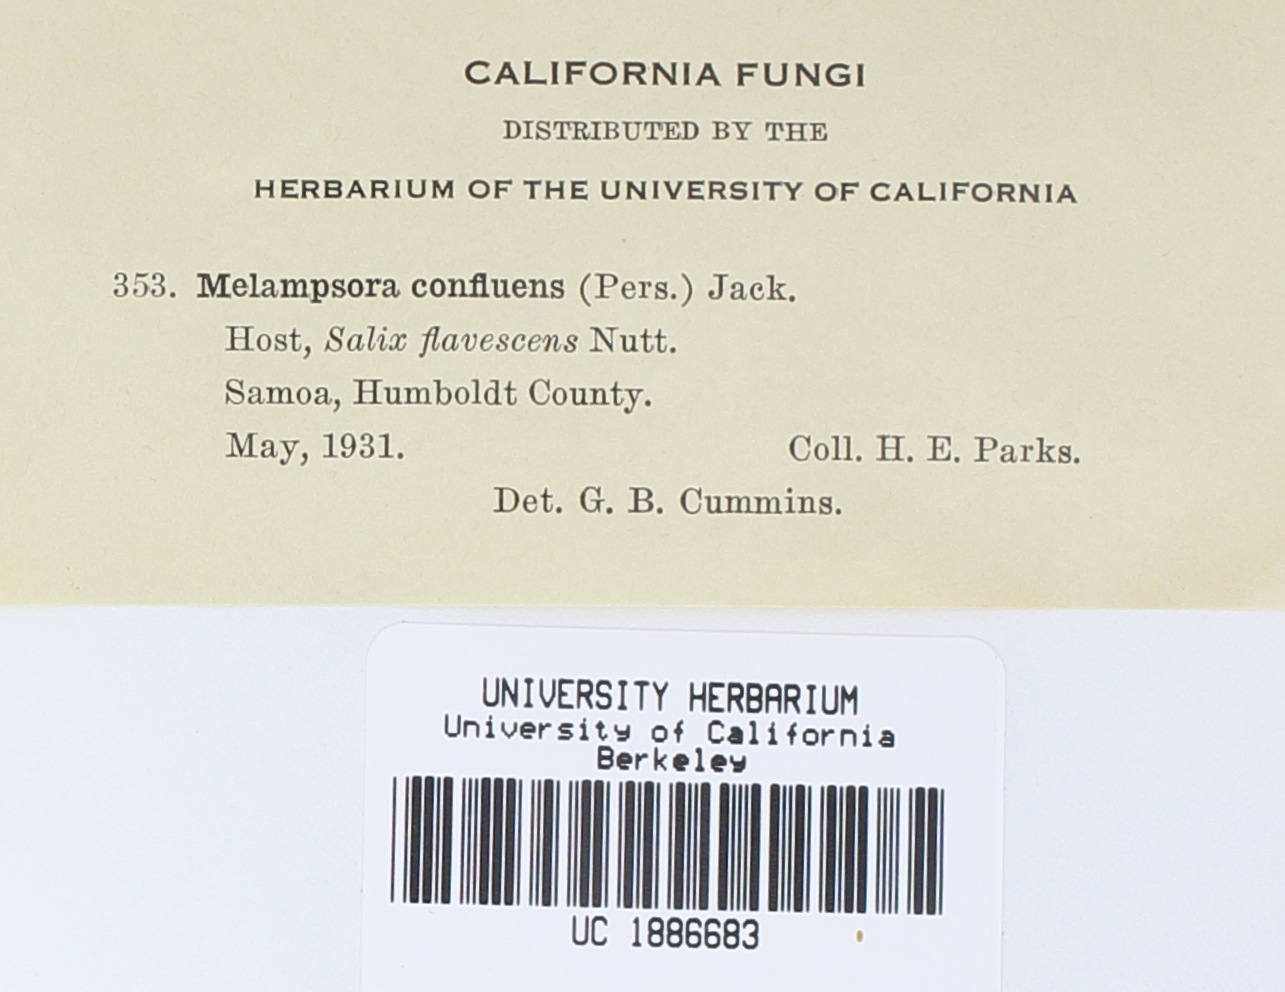 CALIFORNIA FUNGI
DISTRIBUTED BY THE
HERBARIUM OF THE UNIVERSITY OF CALIFORNIA
353. Melampsora confluens (Pers.) Jack.
Host, Salix flavescens Nutt.
Samoa, Humboldt County.
May, 1931. Coll. H. E. Parks.
Det. G. B. Cummins.
UNIVERSITY HERBARIUM
University of California
Berkeley
UC 1886683